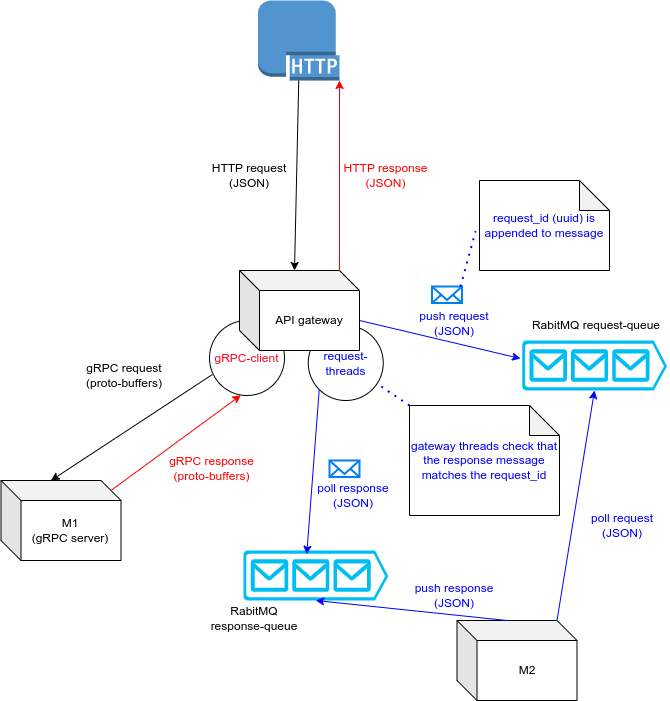 HTTP
HTTP request
(JSON)
HTTP response
(JSON)
request_id (uuid) is
appended to message
push request
(JSON)
RabitMQ request-queue
API gateway
gRPC-client
request-
threads
gRPC request
(proto-buffers)
gRPC response
(proto-buffers)
gateway threads check that
the response message
matches the request_id
poll response
(JSON)
M1
(gRPC server)
poll request
(JSON)
RabitMQ
response-queue
push response
(JSON)
M2